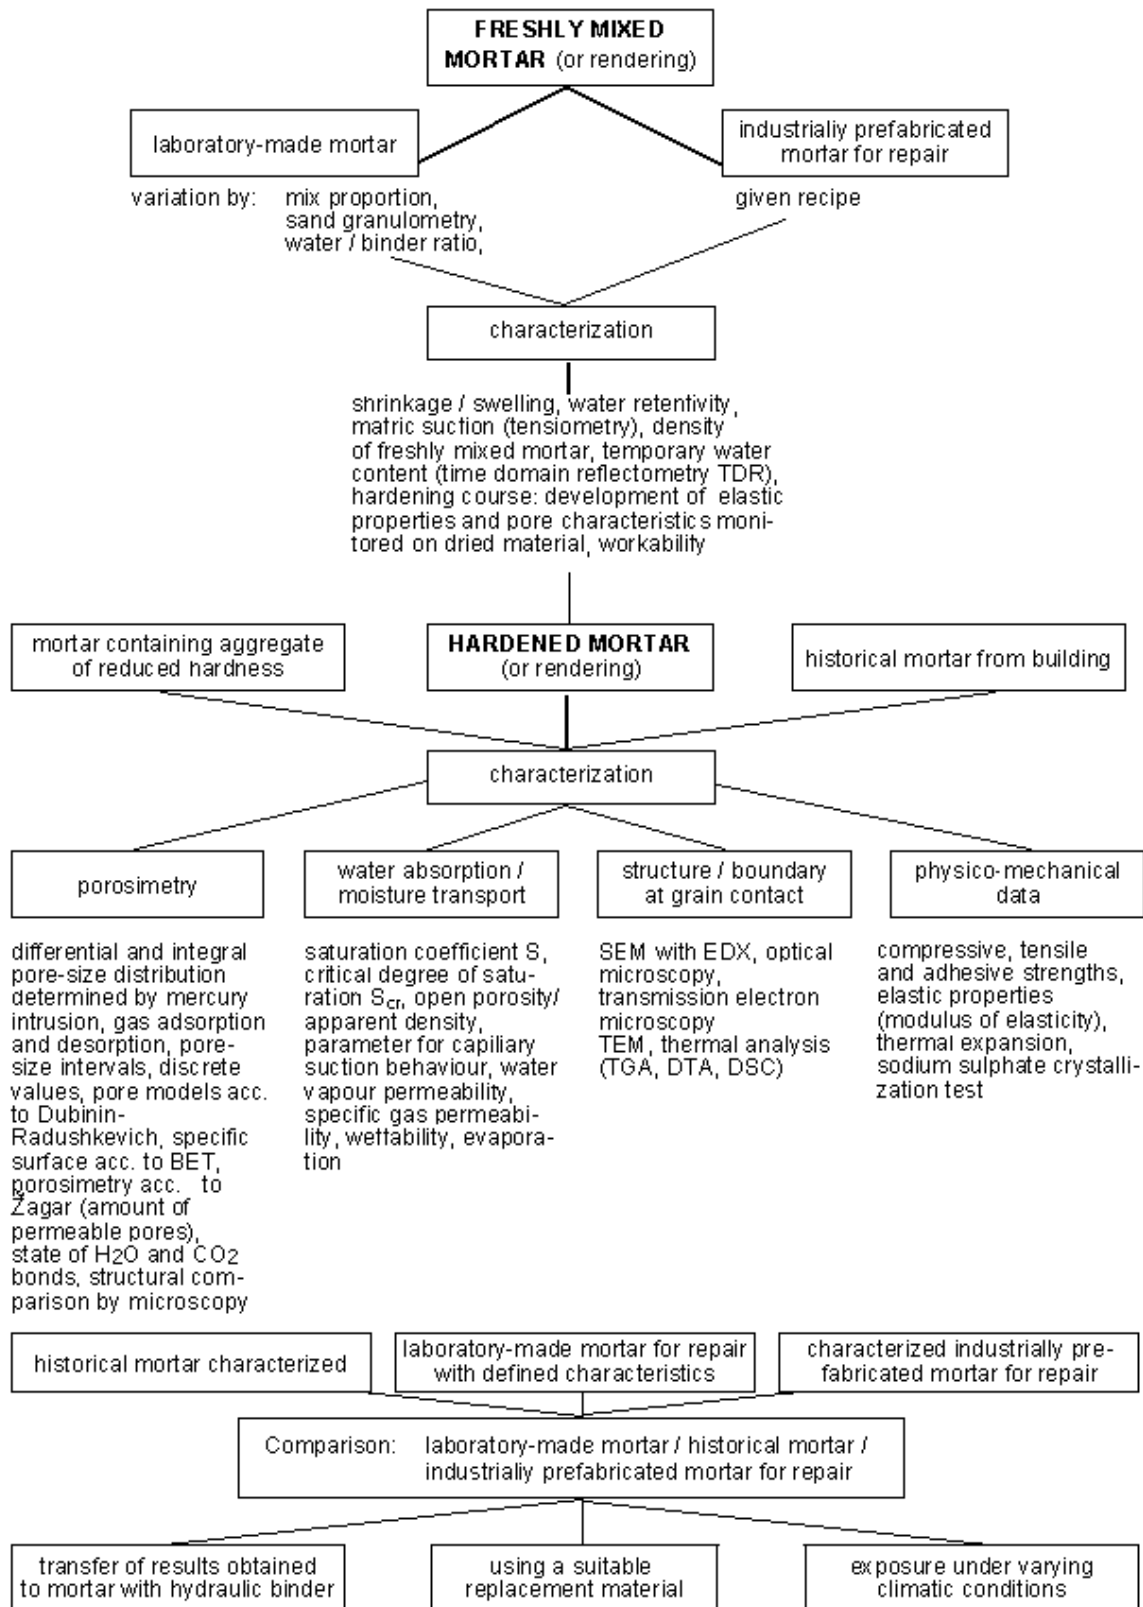 FRESHLY MIXED
MORTAR (or rendering)
laboratory-made mortar
industrially prefabricated
mortar for repair
variation by: mix proportion,
sand granulometry,
water / binder ratio,
given recipe
characterization
shrinkage / swelling, water retentivity,
matric suction (tensiometry), density
of freshly mixed mortar, temporary water
content (time domain reflectometry TDR),
hardening course: development of elastic
properties and pore characteristics moni-
tored on dried material, workability
mortar containing aggregate
of reduced hardness
HARDENED MORTAR
(or rendering)
historical mortar from building
characterization
porosimetry
water absorption /
moisture transport
structure / boundary
at grain contact
physico-mechanical
data
differential and integral
pore-size distribution
determined by mercury
intrusion, gas adsorption
and desorption, pore-
size intervals, discrete
values, pore models acc.
to Dubinin-
Radushkevich, specific
surface acc. to BET,
porosimetry acc. to
Žagar (amount of
permeable pores),
state of H2O and CO2
bonds, structural com-
parison by microscopy
saturation coefficient S,
critical degree of satu-
ration Scr, open porosity/
apparent density,
parameter for capiliary
suction behaviour, water
vapour permeability,
specific gas permeabi-
lity, wettability, evapora-
tion
SEM with EDX, optical
microscopy,
transmission electron
microscopy
TEM, thermal analysis
(TGA, DTA, DSC)
compressive, tensile
and adhesive strengths,
elastic properties
(modulus of elasticity),
thermal expansion,
sodium sulphate crystalli-
zation test
historical mortar characterized
laboratory-made mortar for repair
with defined characteristics
characterized industrially pre-
fabricated mortar for repair
Comparison: laboratory-made mortar / historical mortar /
industrially prefabricated mortar for repair
transfer of results obtained
to mortar with hydraulic binder
using a suitable
replacement material
exposure under varying
climatic conditions